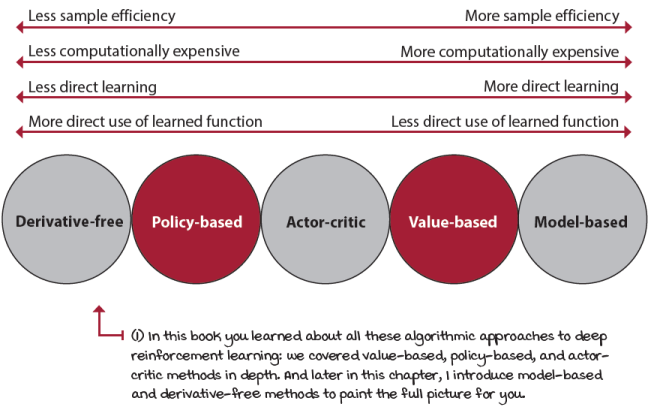 Less sample efficiency More sample efficiency
Less computationally expensive More computationally expensive
Less direct learning More direct learning
More direct use of learned function Less direct use of learned function
Derivative-free Policy-based Actor-critic Value-based Model-based
(1) In this book you learned about all these algorithmic approaches to deep
reinforcement learning: we covered value-based, policy-based, and actor-
critic methods in depth. And later in this chapter, I introduce model-based
and derivative-free methods to paint the full picture for you.